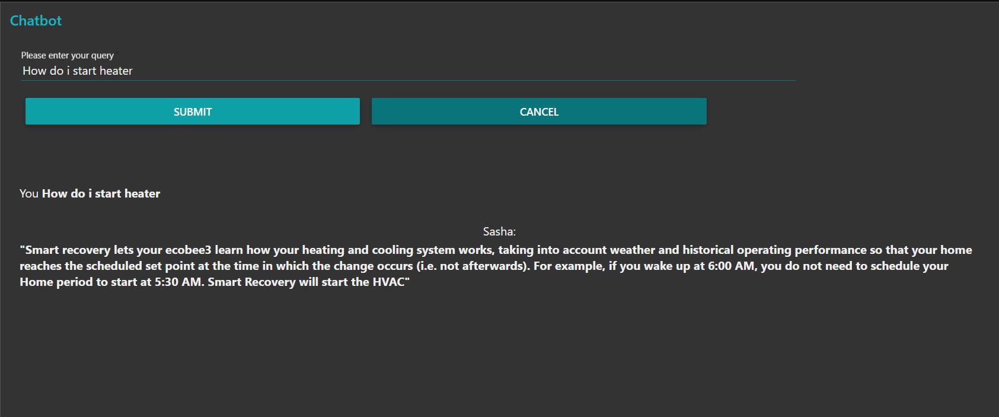 Chatbot
Please enter your query *
How do i start heater
SUBMIT CANCEL
You How do i start heater
Sasha:
"Smart recovery lets your ecobee3 learn how your heating and cooling system works, taking into account weather and historical operating performance so that your home
reaches the scheduled set point at the time in which the change occurs (i.e. not afterwards). For example, if you wake up at 6:00 AM, you do not need to schedule your
Home period to start at 5:30 AM. Smart Recovery will start the HVAC"